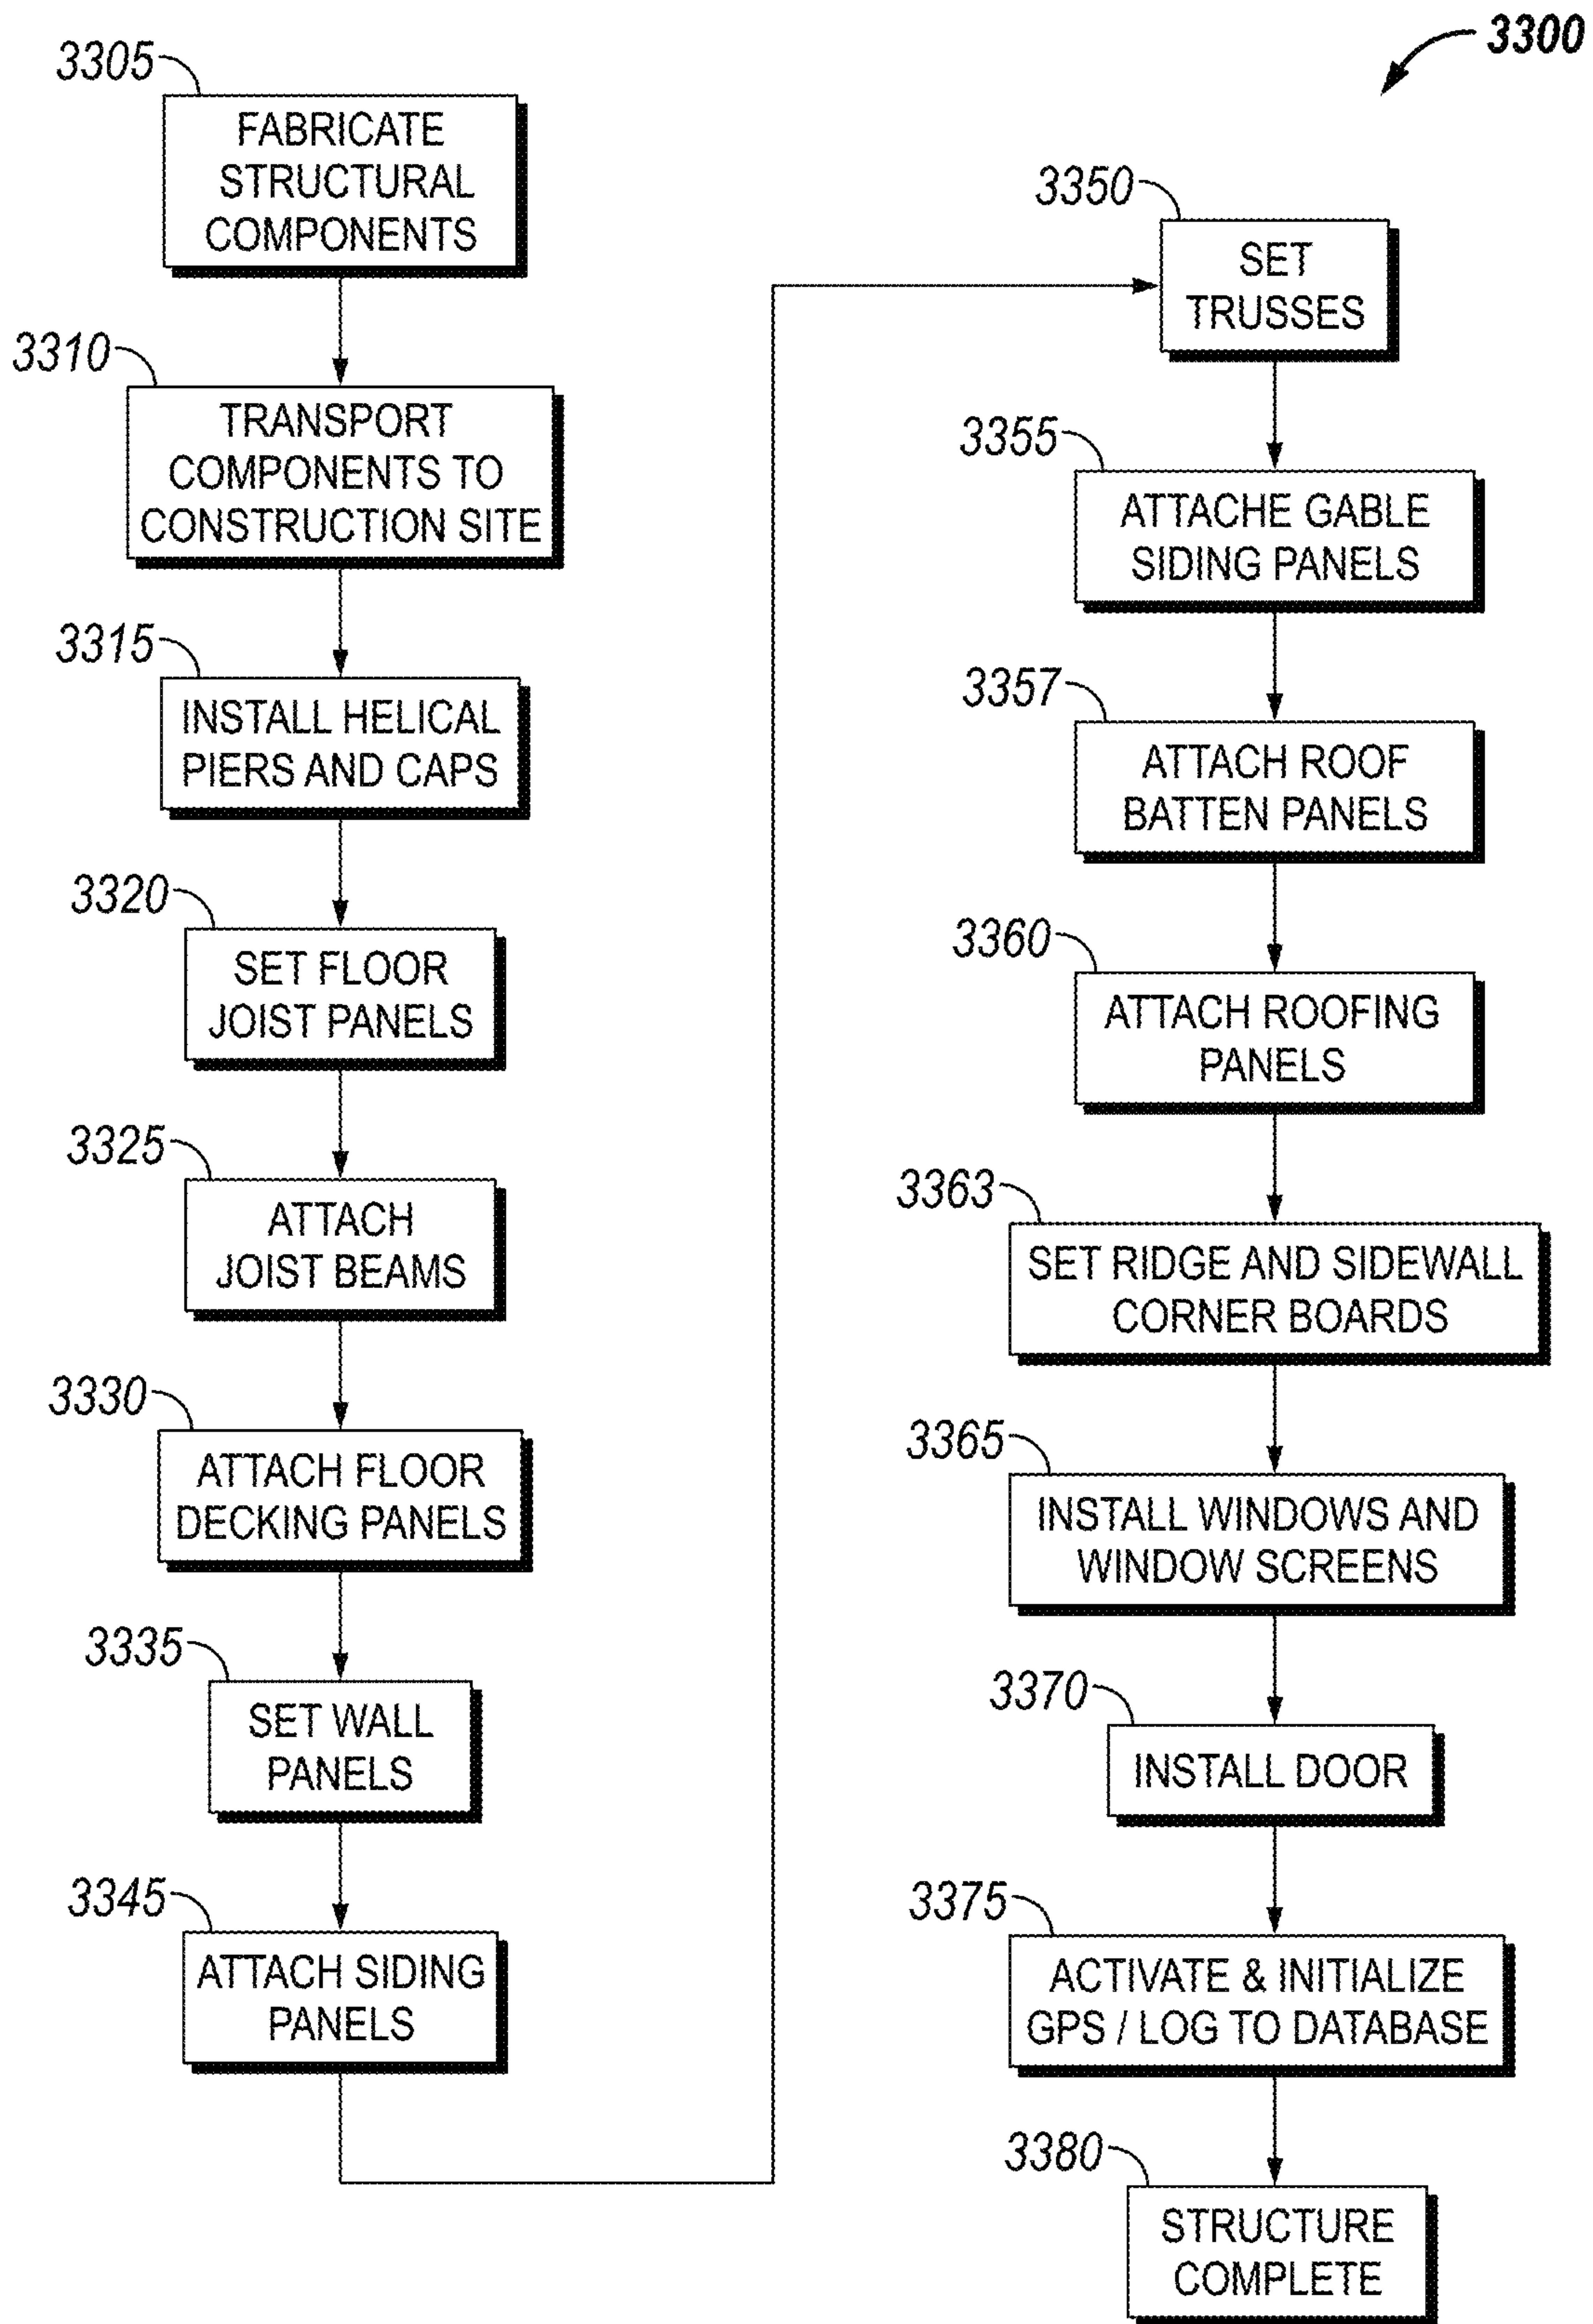 3300
3305
FABRICATE
STRUCTURAL
COMPONENTS
3310
TRANSPORT
COMPONENTS TO
CONSTRUCTION SITE
3315
INSTALL HELICAL
PIERS AND CAPS
3320
SET FLOOR
JOIST PANELS
3325
ATTACH
JOIST BEAMS
3330
ATTACH FLOOR
DECKING PANELS
3335
SET WALL
PANELS
3345
ATTACH SIDING
PANELS
3350
SET
TRUSSES
3355
ATTACHE GABLE
SIDING PANELS
3357
ATTACH ROOF
BATTEN PANELS
3360
ATTACH ROOFING
PANELS
3363
SET RIDGE AND SIDEWALL
CORNER BOARDS
3365
INSTALL WINDOWS AND
WINDOW SCREENS
3370
INSTALL DOOR
3375
ACTIVATE & INITIALIZE
GPS / LOG TO DATABASE
3380
STRUCTURE
COMPLETE